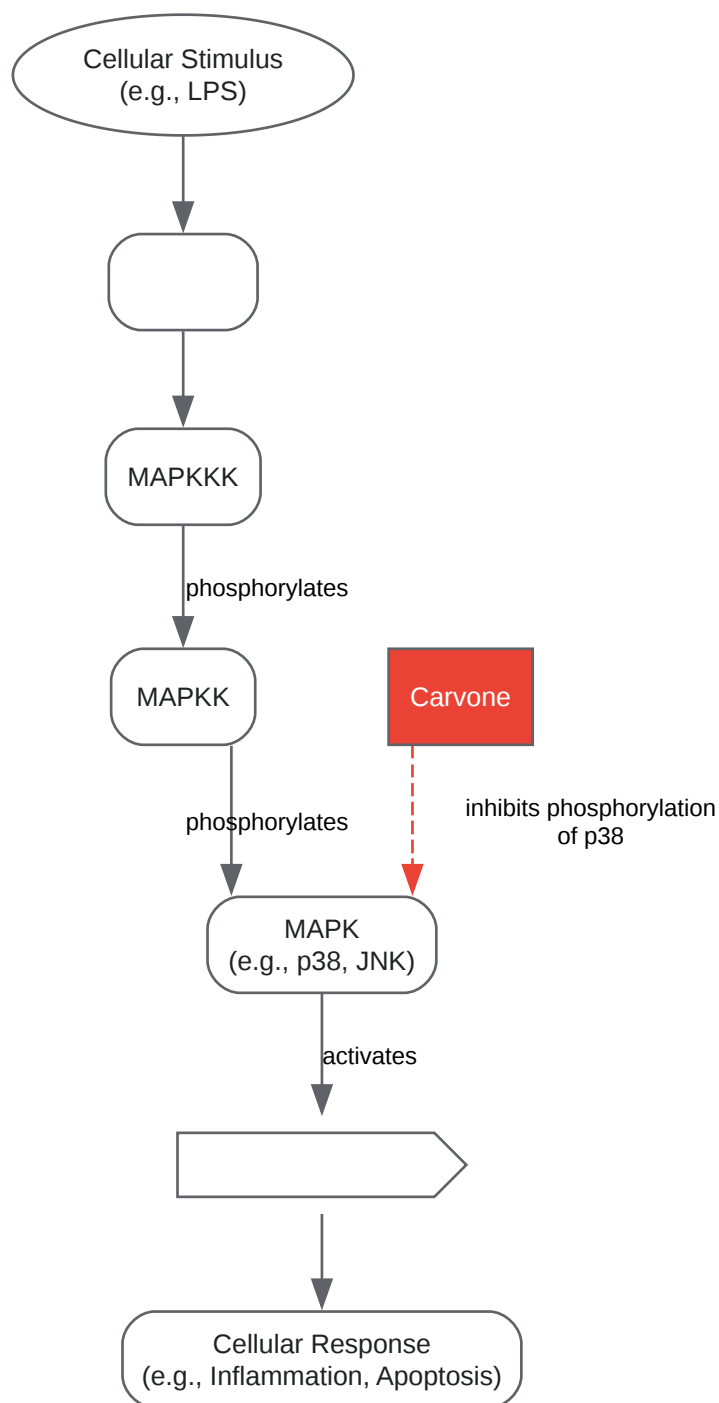 Cellular Stimulus
(e.g., LPS)
MAPKKK
phosphorylates
MAPKK
Carvone
phosphorylates
inhibits phosphorylation
of p38
MAPK
(e.g., p38, JNK)
activates
Cellular Response
(e.g., Inflammation, Apoptosis)